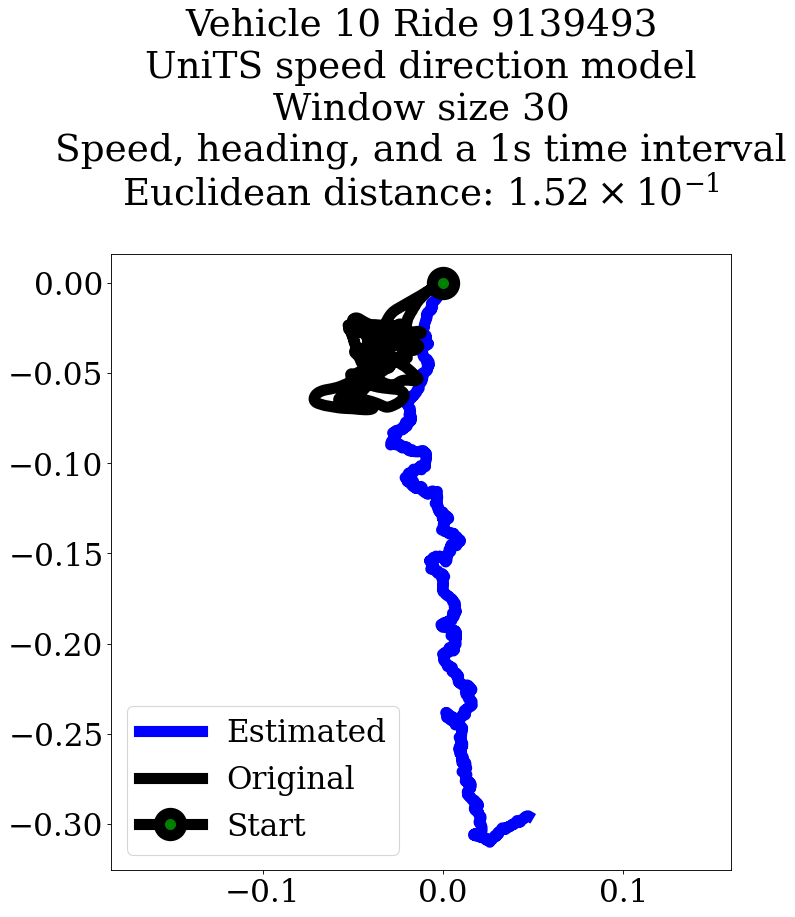 Vehicle 10 Ride 9139493
UniTS speed direction model
Window size 30
Speed, heading, and a 1s time interval
Euclidean distance: 1.52 × 10⁻¹
0.00
−0.05
−0.10
−0.15
−0.20
−0.25
−0.30
Estimated
Original
Start
−0.1 0.0 0.1